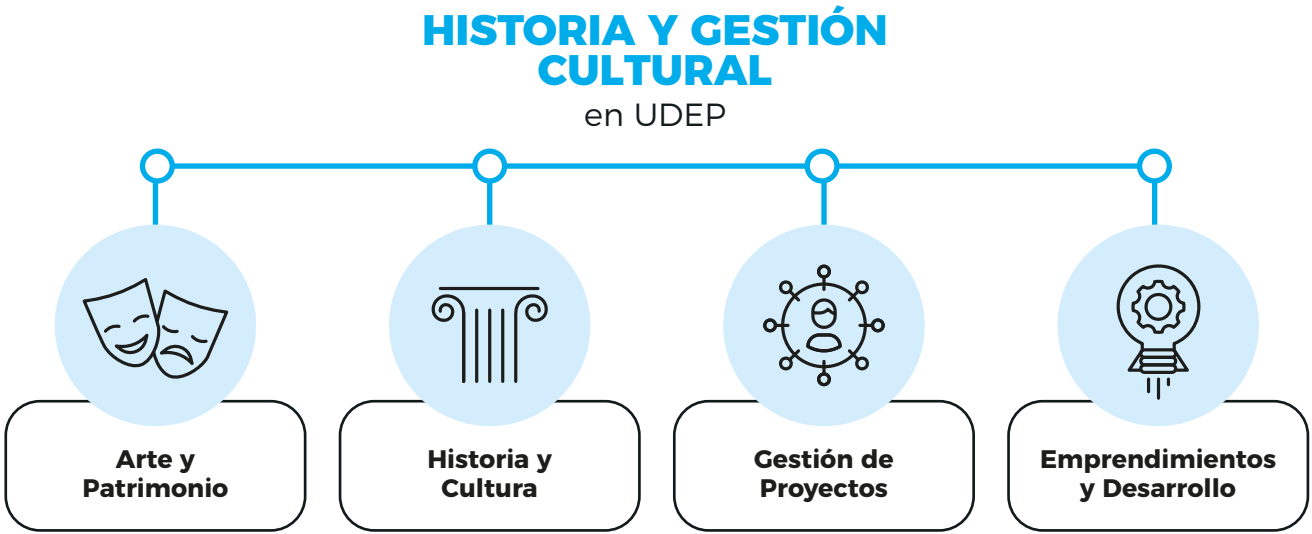 HISTORIA Y GESTIÓN
CULTURAL
en UDEP
Arte y
Patrimonio
Historia y
Cultura
Gestión de
Proyectos
Emprendimientos
y Desarrollo